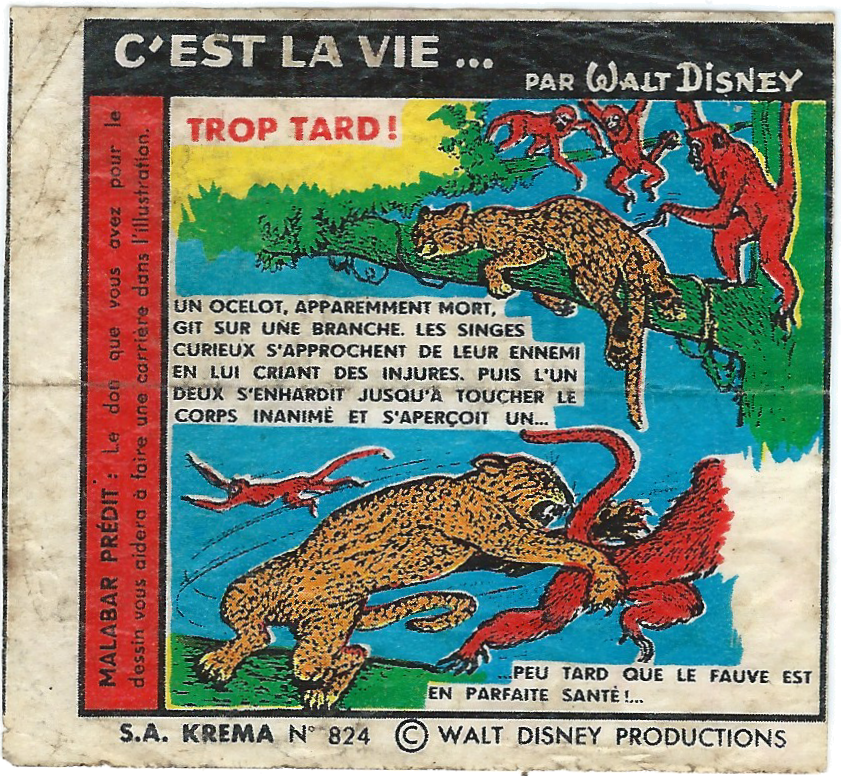 C'EST LA VIE ...
PAR WALT DISNEY
TROP TARD !
UN OCELOT, APPAREMMENT MORT,
GIT SUR UNE BRANCHE. LES SINGES
CURIEUX S'APPROCHENT DE LEUR ENNEMI
EN LUI CRIANT DES INJURES. PUIS L'UN
DEUX S'ENHARDIT JUSQU'À TOUCHER LE
CORPS INANIMË ET S'APERÇOIT UN...
...PEU TARD QUE LE FAUVE EST
EN PARFAITE SANTÉ !...
MALABAR PRÉDIT : Le don que vous avez pour le
dessin vous aidera à faire une carrière dans l'illustration.
S.A. KREMA N° 824 © WALT DISNEY PRODUCTIONS